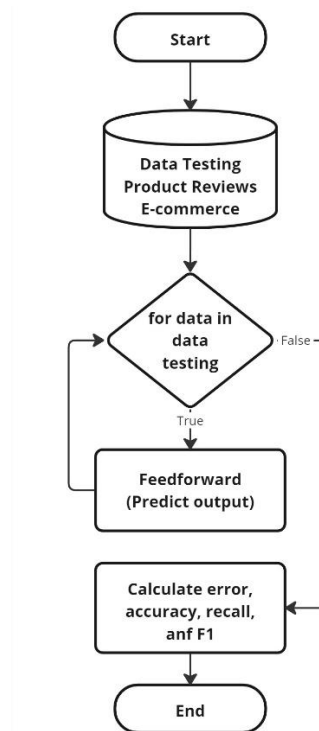 Start
Data Testing
Product Reviews
E-commerce
for data in
data
testing
False
True
Feedforward
(Predict output)
Calculate error,
accuracy, recall,
anf F1
End